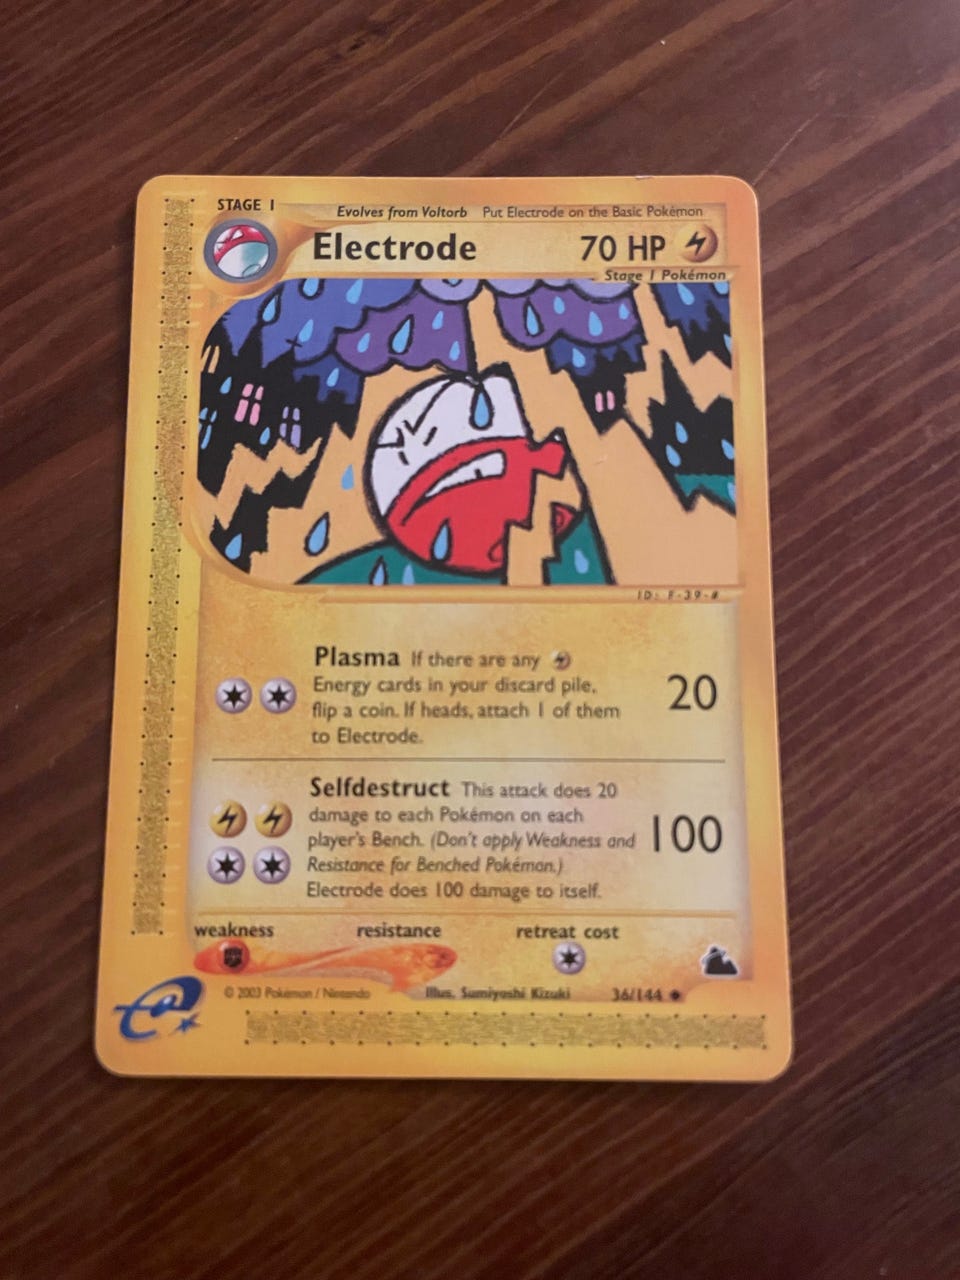 STAGE 1
Evolves from Voltorb Put Electrode on the Basic Pokémon
Electrode 70 HP
Stage 1 Pokémon
ID: F-39-#
Plasma If there are any
Energy cards in your discard pile,
flip a coin. If heads, attach 1 of them
to Electrode.
20
Selfdestruct This attack does 20
damage to each Pokémon on each
player's Bench. (Don't apply Weakness and
Resistance for Benched Pokémon.)
Electrode does 100 damage to itself.
100
weakness resistance retreat cost
© 2003 Pokémon / Nintendo Illus. Sumiyoshi Kizuki 36/144